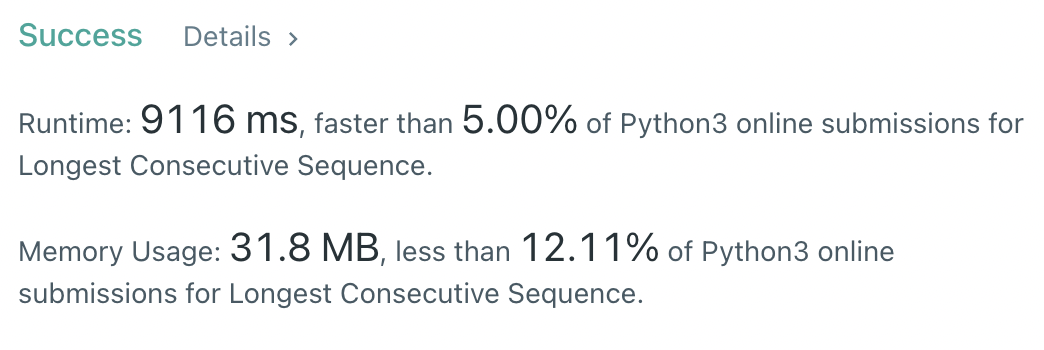 Success Details >
Runtime: 9116 ms, faster than 5.00% of Python3 online submissions for
Longest Consecutive Sequence.
Memory Usage: 31.8 MB, less than 12.11% of Python3 online
submissions for Longest Consecutive Sequence.